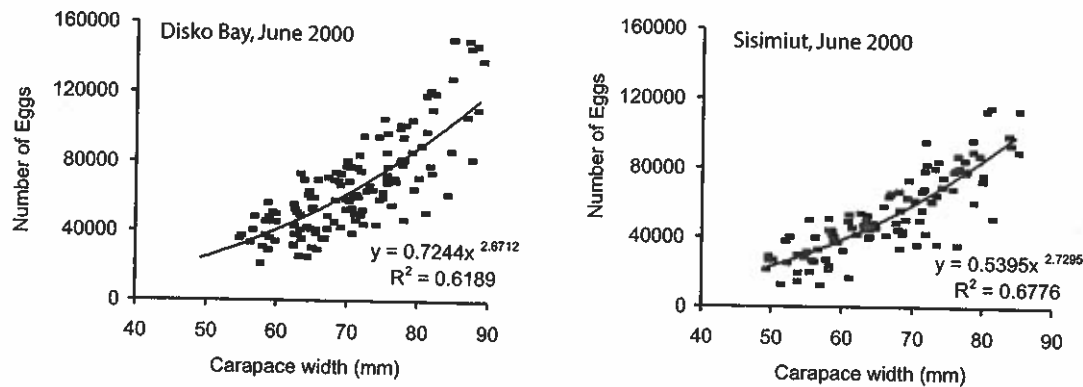 160000
Disko Bay, June 2000
120000
80000
40000
0
Number of Eggs
y = 0.7244x 2.6712
R² = 0.6189
40 50 60 70 80 90
Carapace width (mm)
160000
Sisimiut, June 2000
120000
80000
40000
0
Number of Eggs
y = 0.5395x 2.7295
R² = 0.6776
40 50 60 70 80 90
Carapace width (mm)